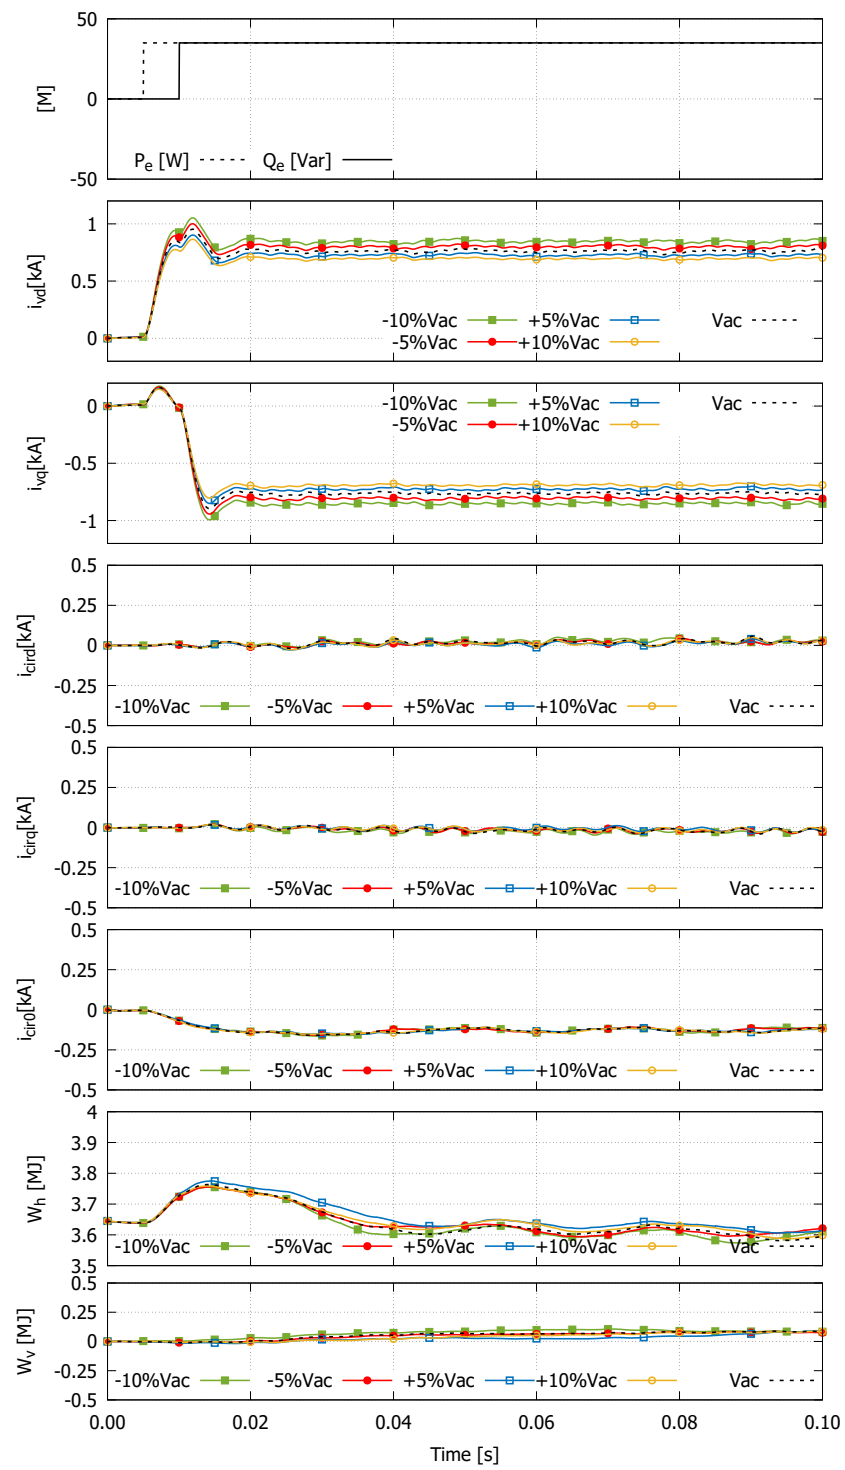 50
0
-50
[M]
P_e [W] Q_e [Var]
1
0.5
0
i_vd[kA]
-10%Vac +5%Vac Vac
-5%Vac +10%Vac
0
-0.5
-1
i_vq[kA]
-10%Vac +5%Vac Vac
-5%Vac +10%Vac
0.5
0.25
0
-0.25
-0.5
i_cird[kA]
-10%Vac -5%Vac +5%Vac +10%Vac Vac
0.5
0.25
0
-0.25
-0.5
i_cirq[kA]
-10%Vac -5%Vac +5%Vac +10%Vac Vac
0.5
0.25
0
-0.25
-0.5
i_cir0[kA]
-10%Vac -5%Vac +5%Vac +10%Vac Vac
4
3.9
3.8
3.7
3.6
3.5
W_h [MJ]
-10%Vac -5%Vac +5%Vac +10%Vac Vac
0.5
0.25
0
-0.25
-0.5
W_v [MJ]
-10%Vac -5%Vac +5%Vac +10%Vac Vac
0.00 0.02 0.04 0.06 0.08 0.10
Time [s]